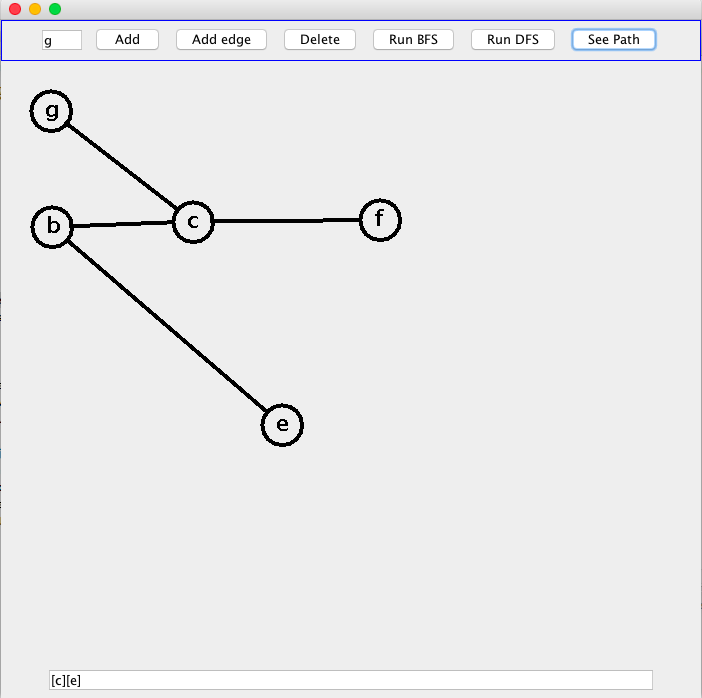 g Add Add edge Delete Run BFS Run DFS See Path
g
b c f
e
[c][e]